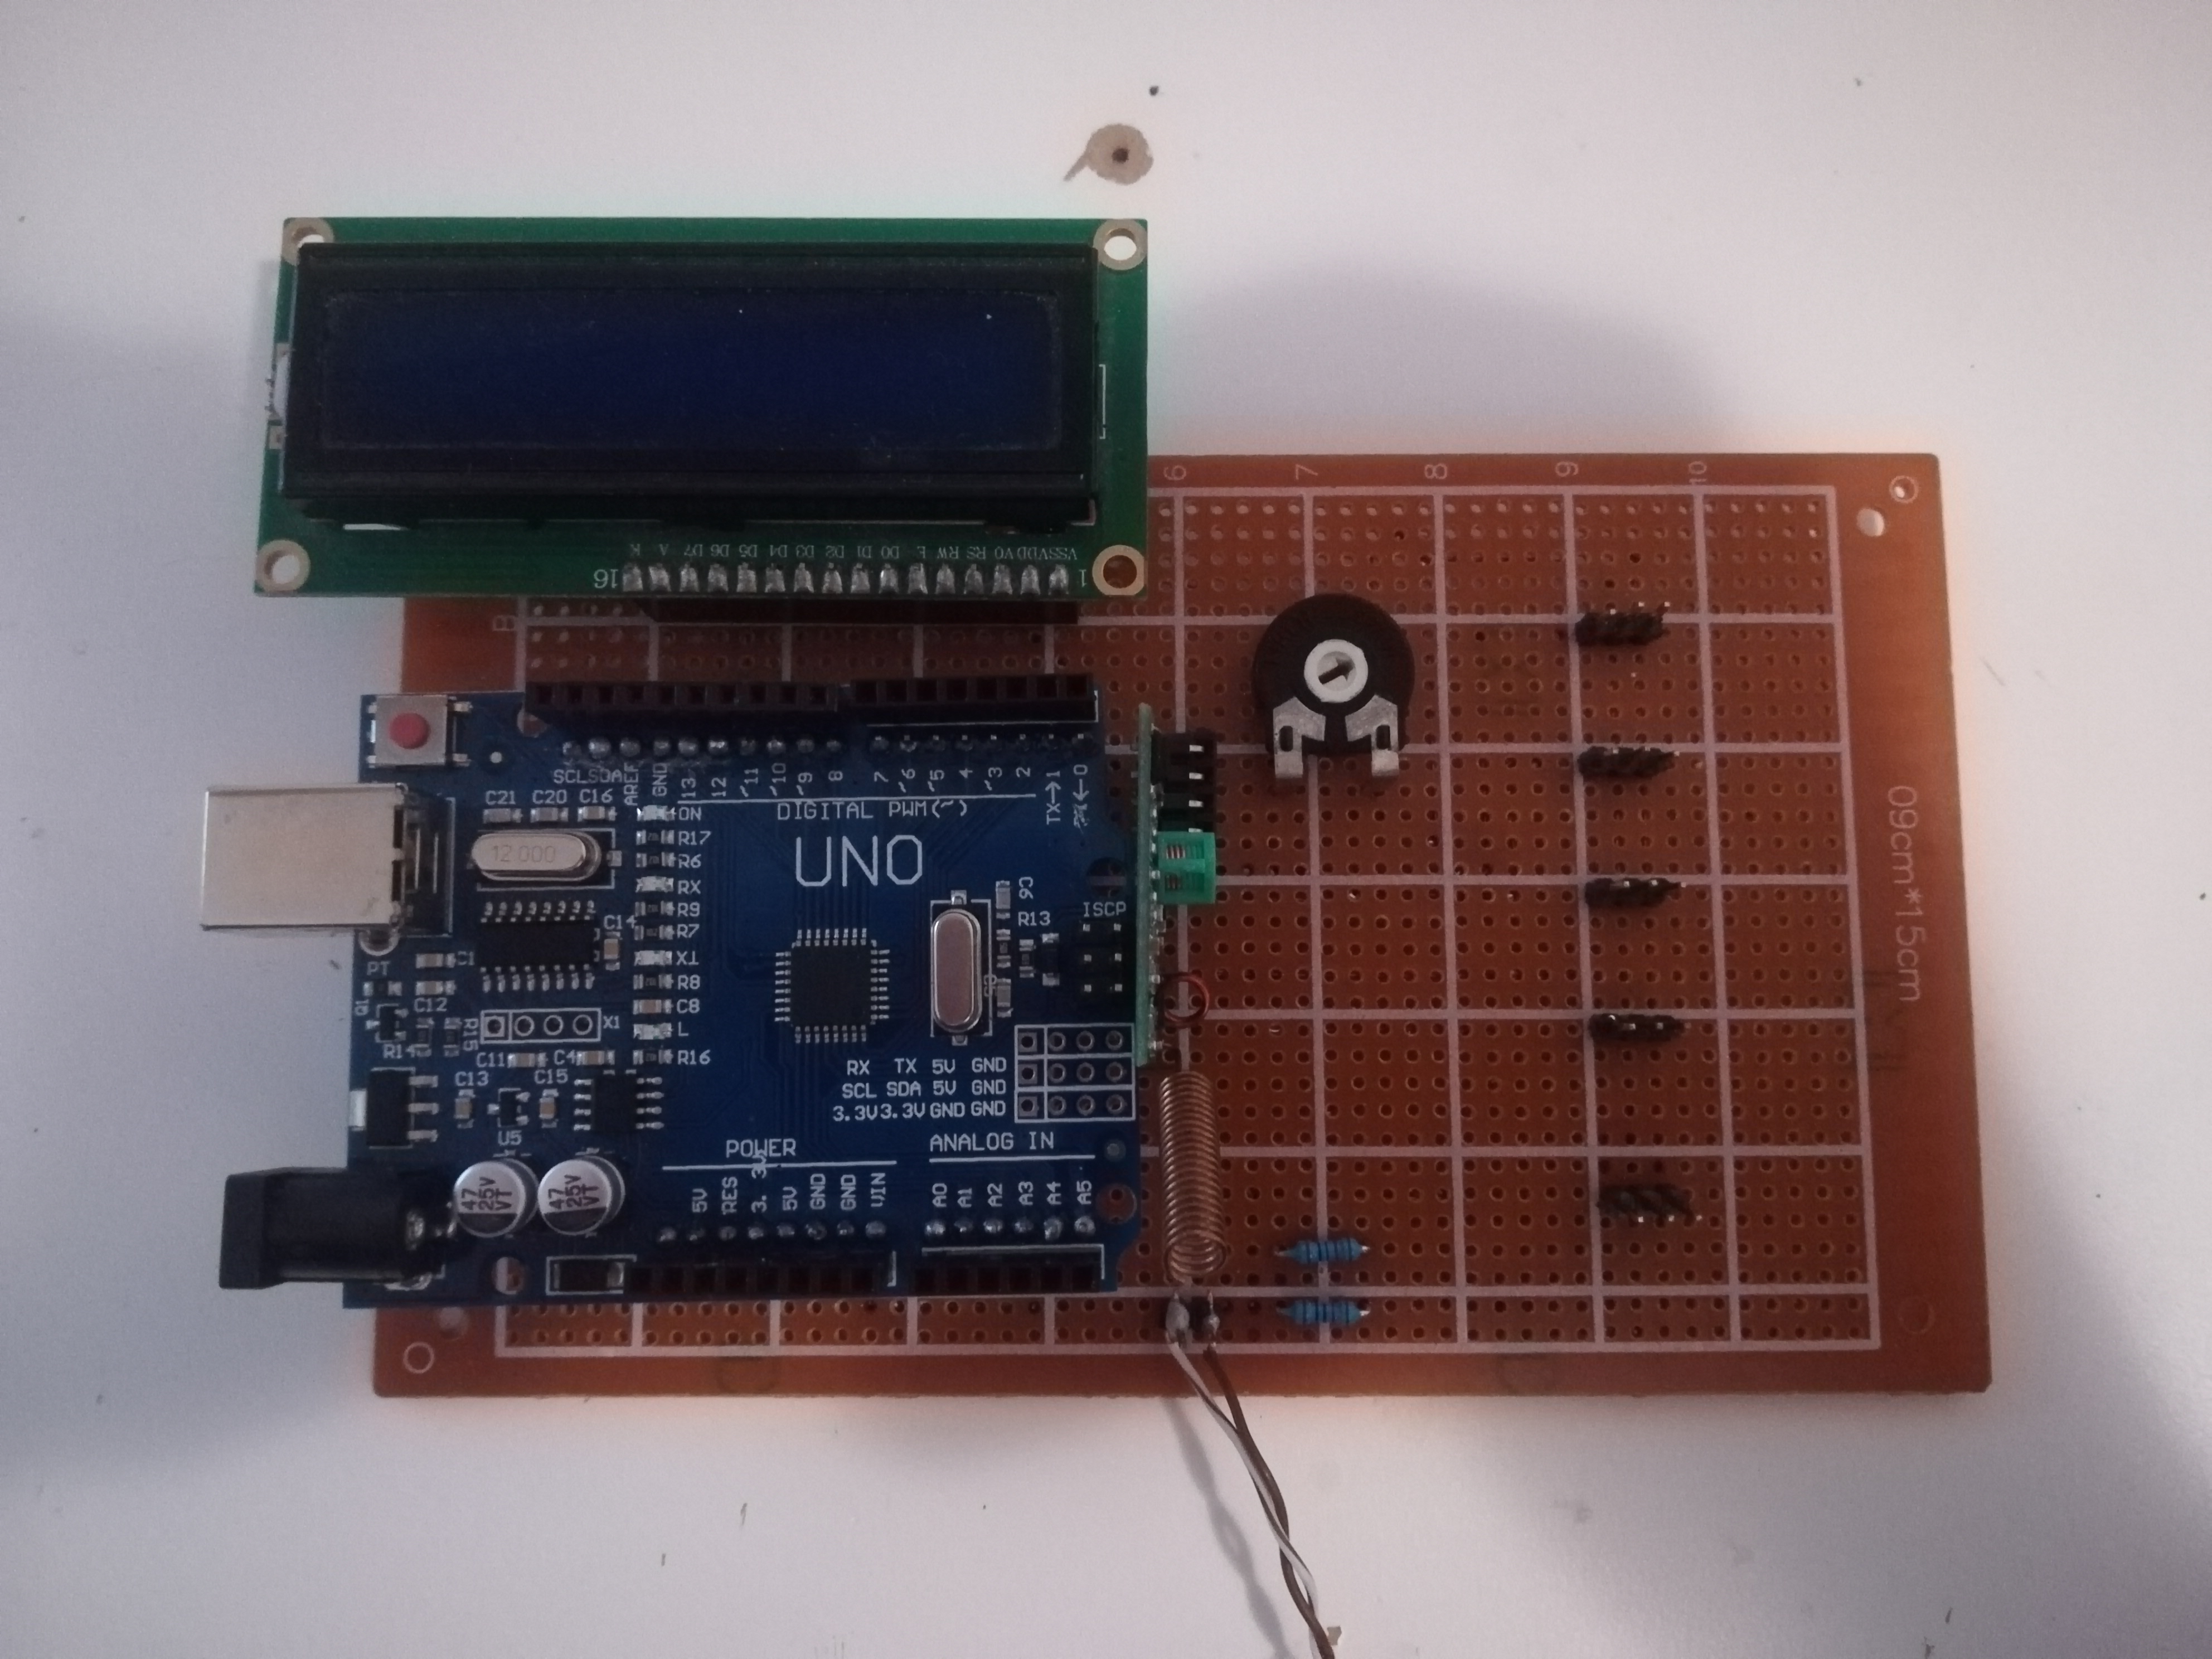 K A D7 D6 D5 D4 D3 D2 D1 D0 E RW RS VO VDD VSS
16 1
6 7 8 9 10
B
SCL SDA AREF GND 13 12 ~11 ~10 ~9 8 7 ~6 ~5 4 ~3 2 TX→1 RX←0
DIGITAL PWM(~)
C21 C20 C16 ON
R17
12.000
R6
UNO
RX
C6
R9
R13
ISCP
C14
R7
TX
C1
PT
R8
C5
C12
C8
Q1
X1
L
R15
R14
C11 C4 R16
RX TX 5V GND
SCL SDA 5V GND
3.3V 3.3V GND GND
C13 C15
U5
POWER ANALOG IN
5V RES 3.3V 5V GND GND VIN A0 A1 A2 A3 A4 A5
47 25V VT
47 25V VT
09cm*15cm